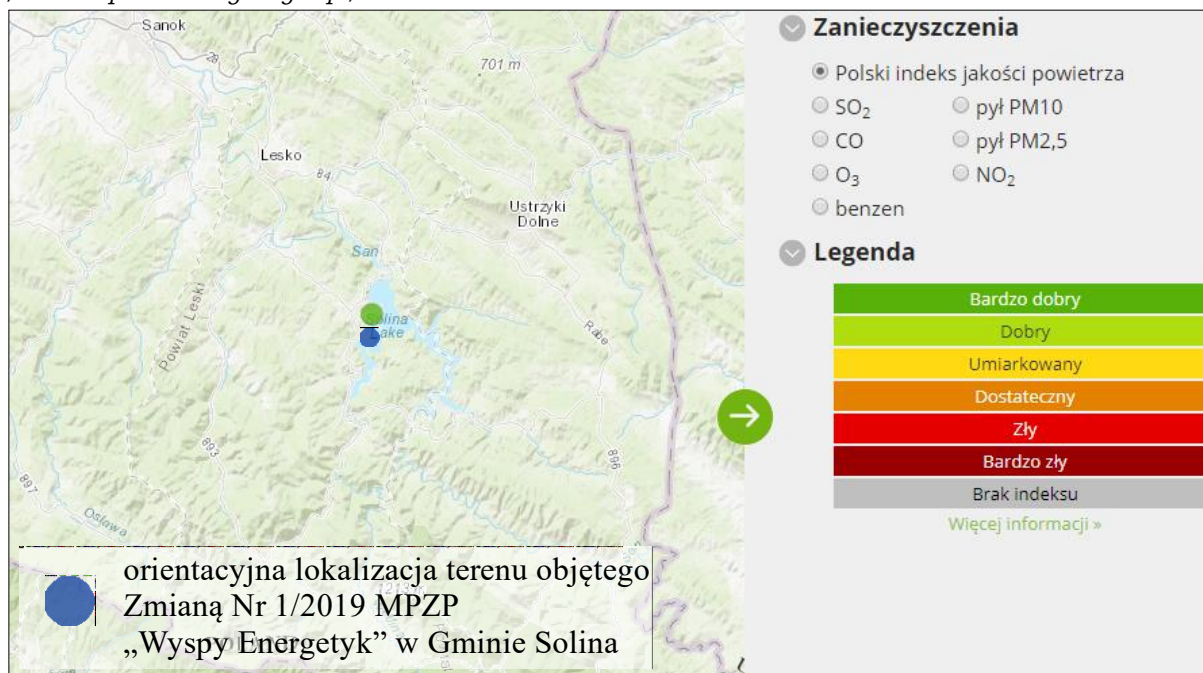 Sanok
28
701 m
Lesko
84
Ustrzyki
Dolne
San
Solina
Lake
Powiat Leski
Rabe
893
896
897
Osława
orientacyjna lokalizacja terenu objętego
Zmianą Nr 1/2019 MPZP
„Wyspy Energetyk” w Gminie Solina
Zanieczyszczenia
Polski indeks jakości powietrza
SO₂ pył PM10
CO pył PM2,5
O₃ NO₂
benzen
Legenda
Bardzo dobry
Dobry
Umiarkowany
Dostateczny
Zły
Bardzo zły
Brak indeksu
Więcej informacji »